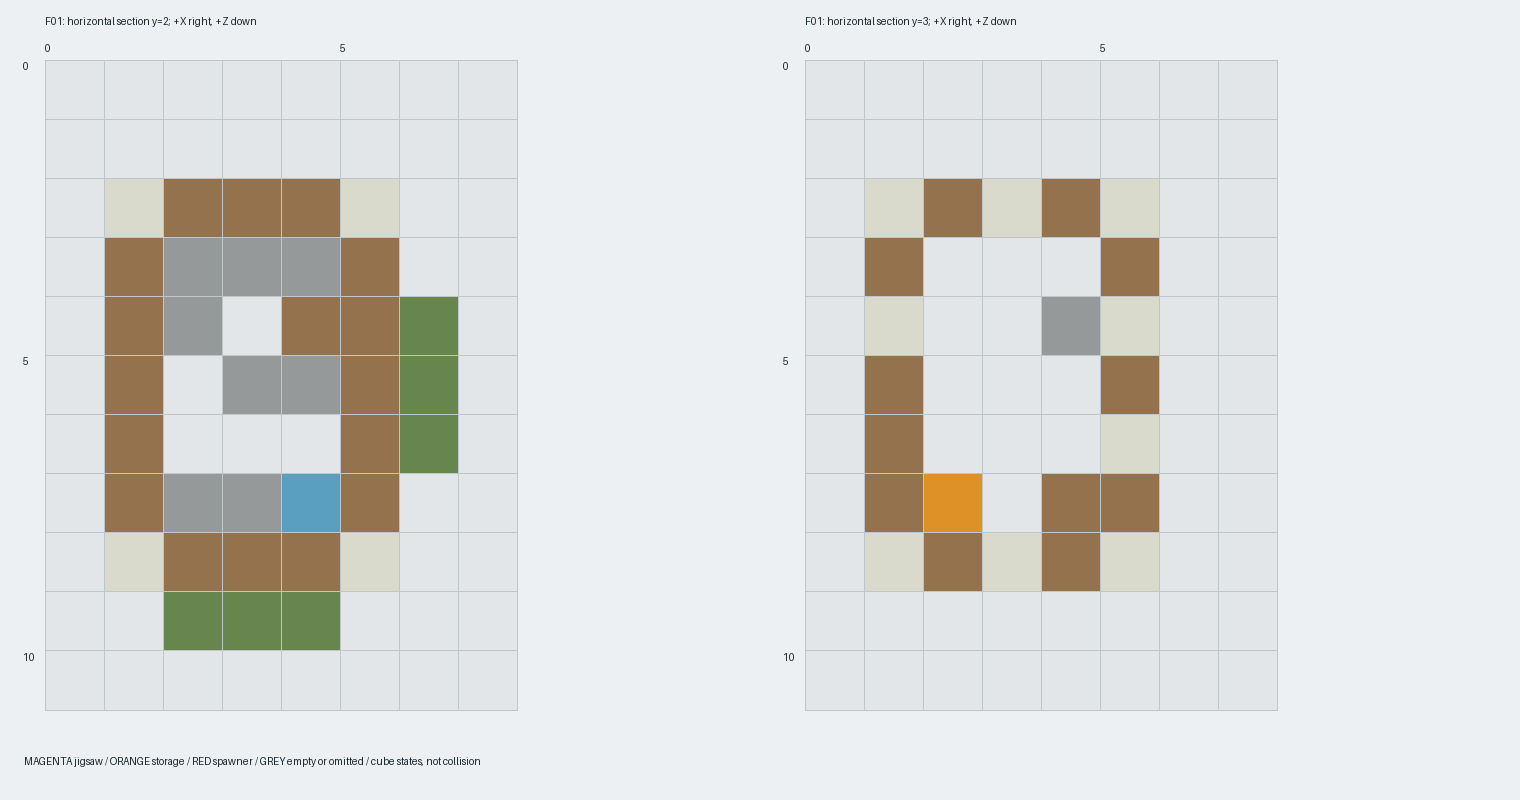 F01: horizontal section y=2; +X right, +Z down
F01: horizontal section y=3; +X right, +Z down
0 5
0 5
0
0
5
5
10
10
MAGENTA jigsaw / ORANGE storage / RED spawner / GREY empty or omitted / cube states, not collision